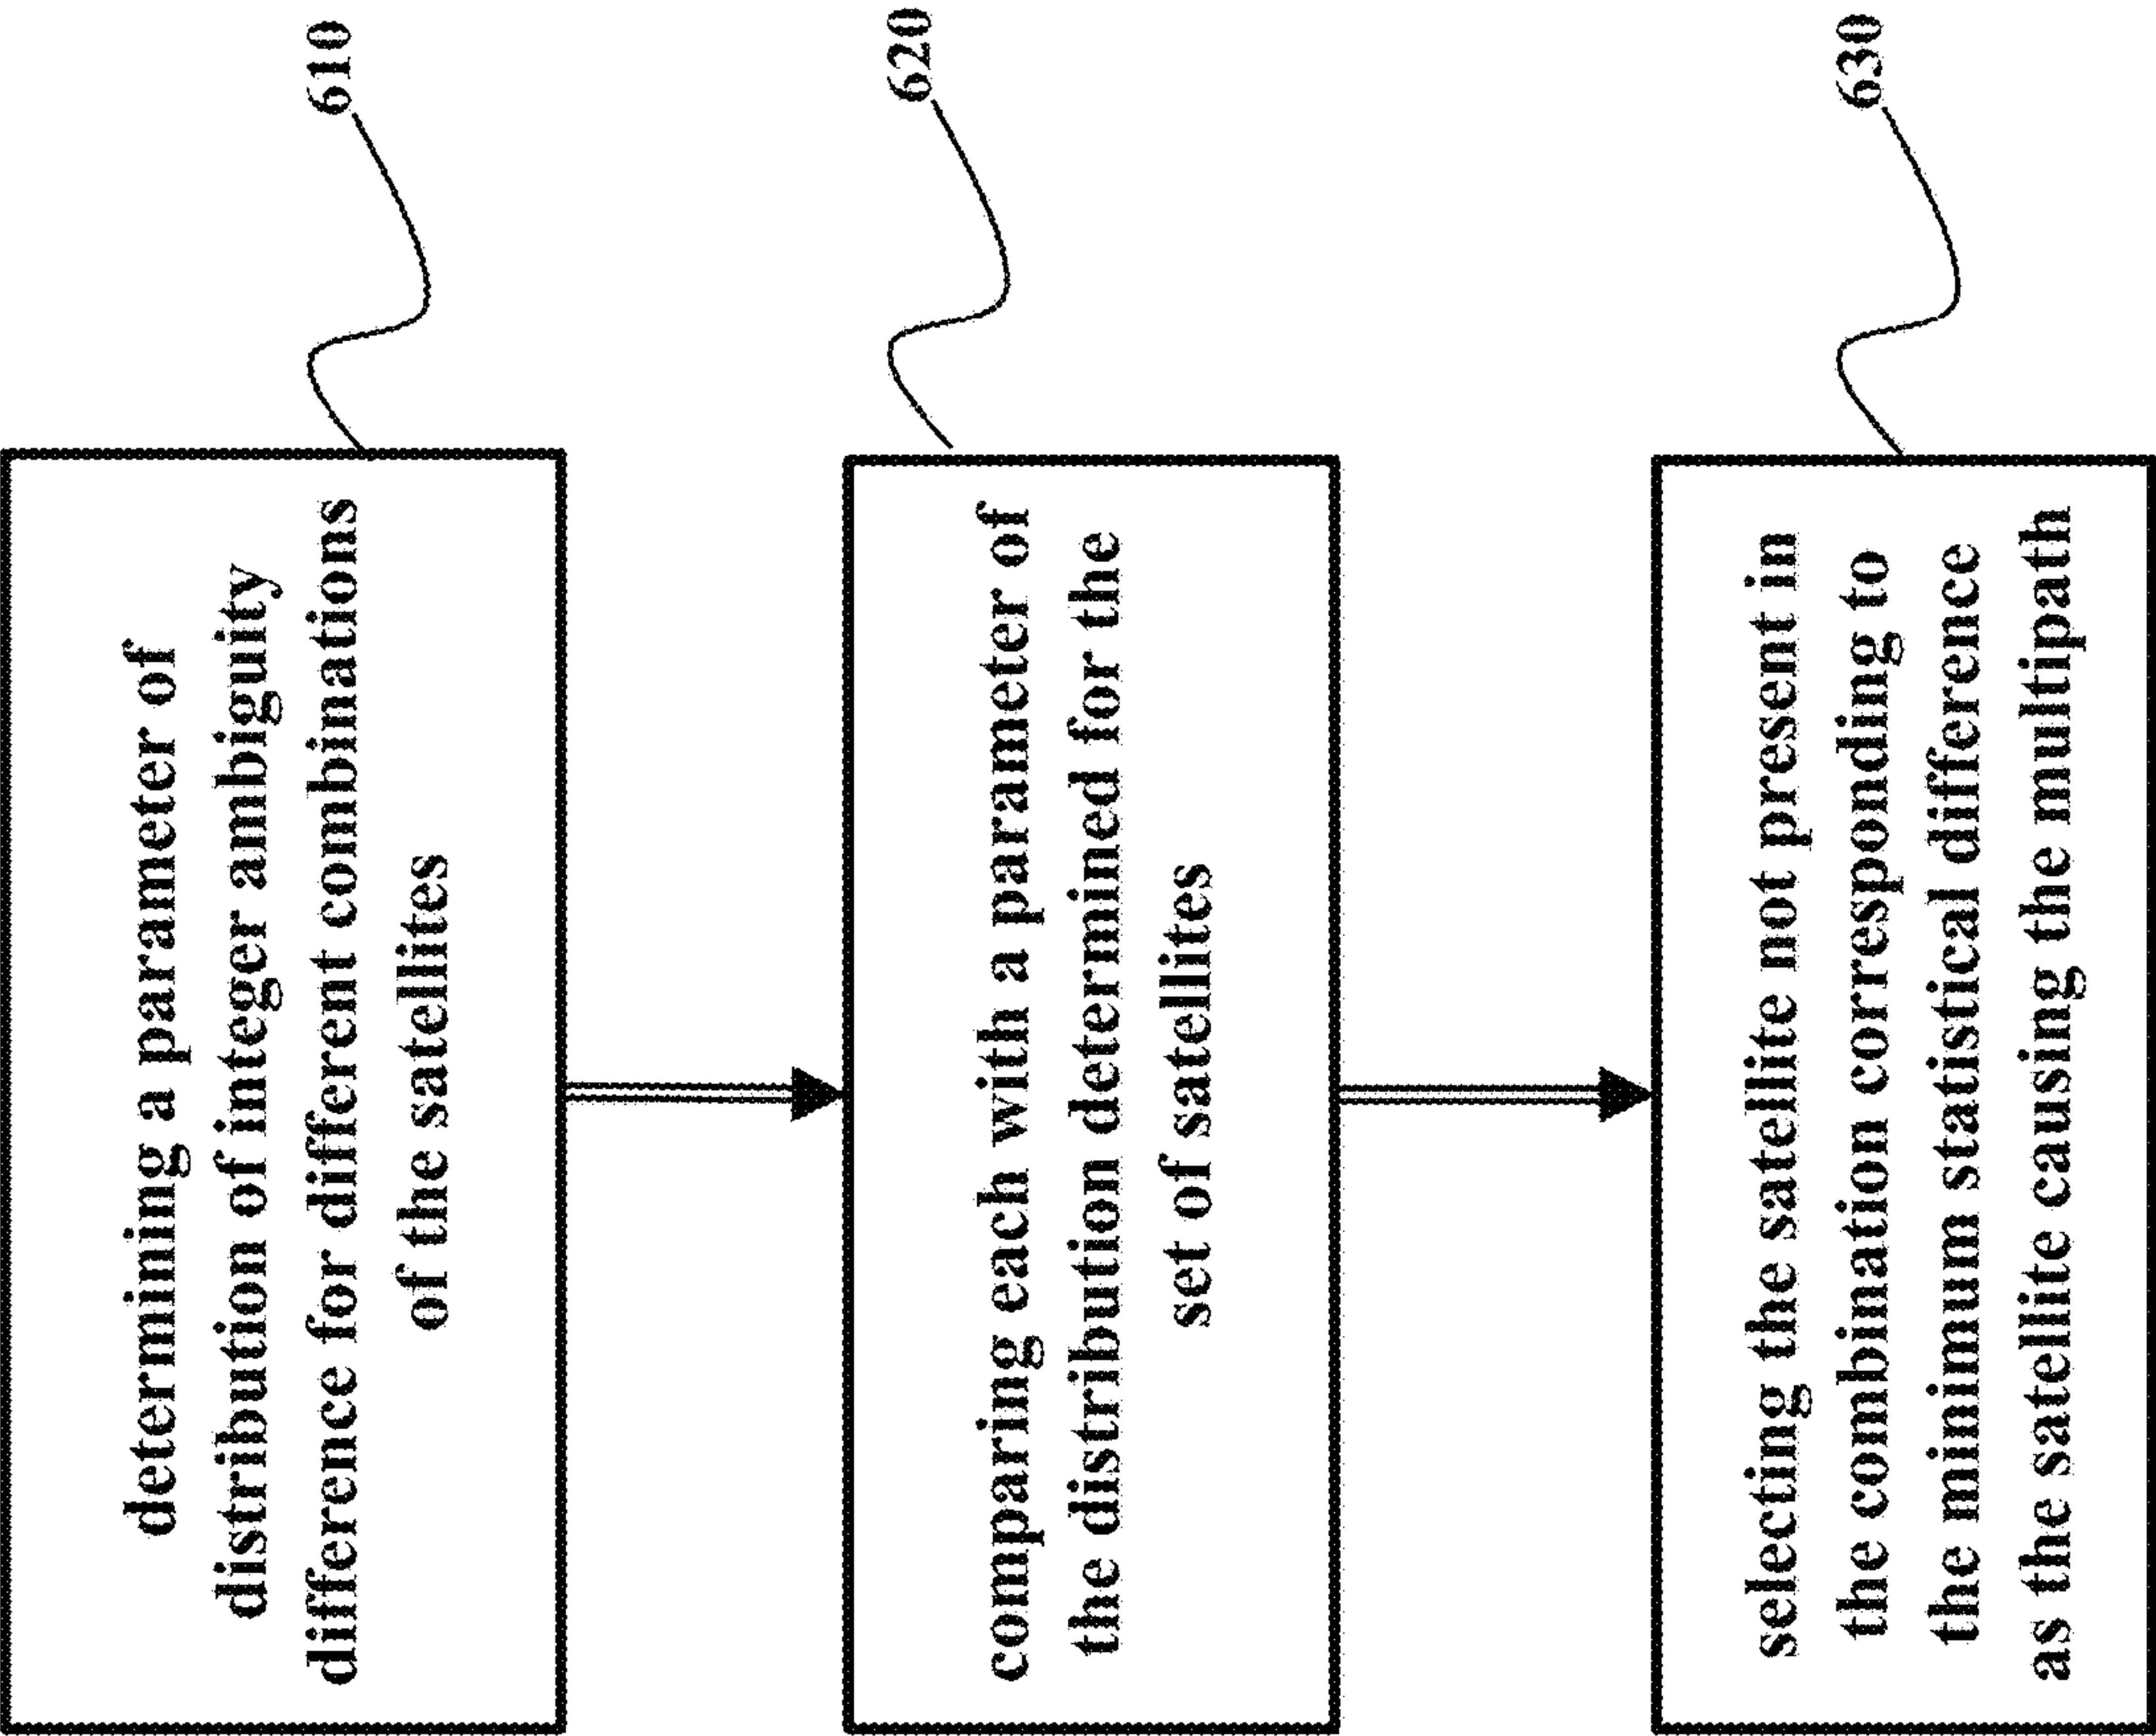 determining a parameter of
distribution of integer ambiguity
difference for different combinations
of the satellites
610
comparing each with a parameter of
the distribution determined for the
set of satellites
620
selecting the satellite not present in
the combination corresponding to
the minimum statistical difference
as the satellite causing the multipath
630